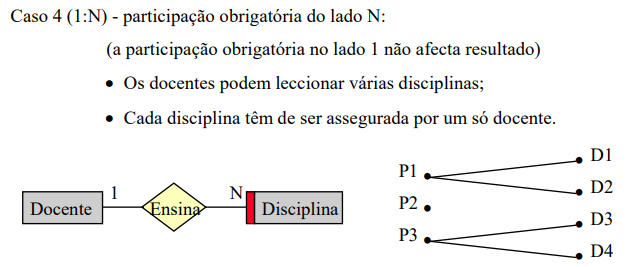 Caso 4 (1:N) - participação obrigatória do lado N:
(a participação obrigatória no lado 1 não afecta resultado)
• Os docentes podem leccionar várias disciplinas;
• Cada disciplina têm de ser assegurada por um só docente.
Docente 1 Ensina N Disciplina
P1
P2
P3
D1
D2
D3
D4